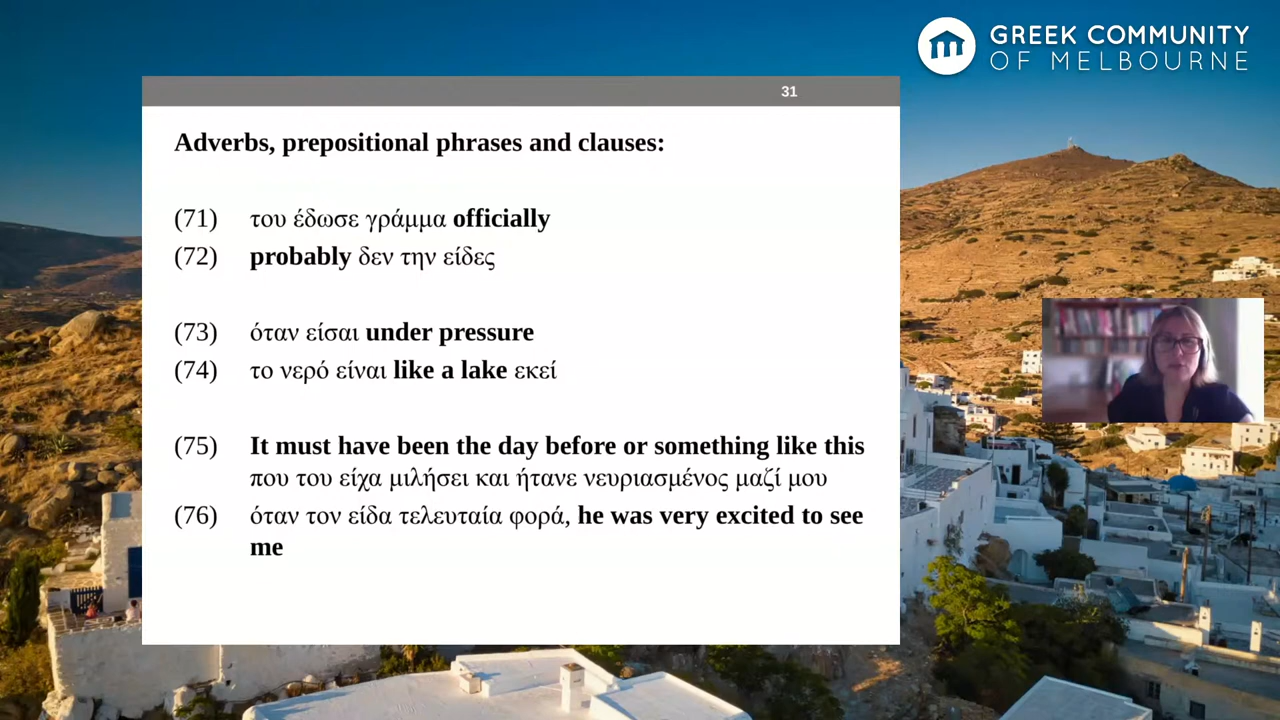 GREEK COMMUNITY
OF MELBOURNE
31
Adverbs, prepositional phrases and clauses:
(71) του έδωσε γράμμα officially
(72) probably δεν την είδες
(73) όταν είσαι under pressure
(74) το νερό είναι like a lake εκεί
(75) It must have been the day before or something like this
που του είχα μιλήσει και ήτανε νευριασμένος μαζί μου
(76) όταν τον είδα τελευταία φορά, he was very excited to see
me